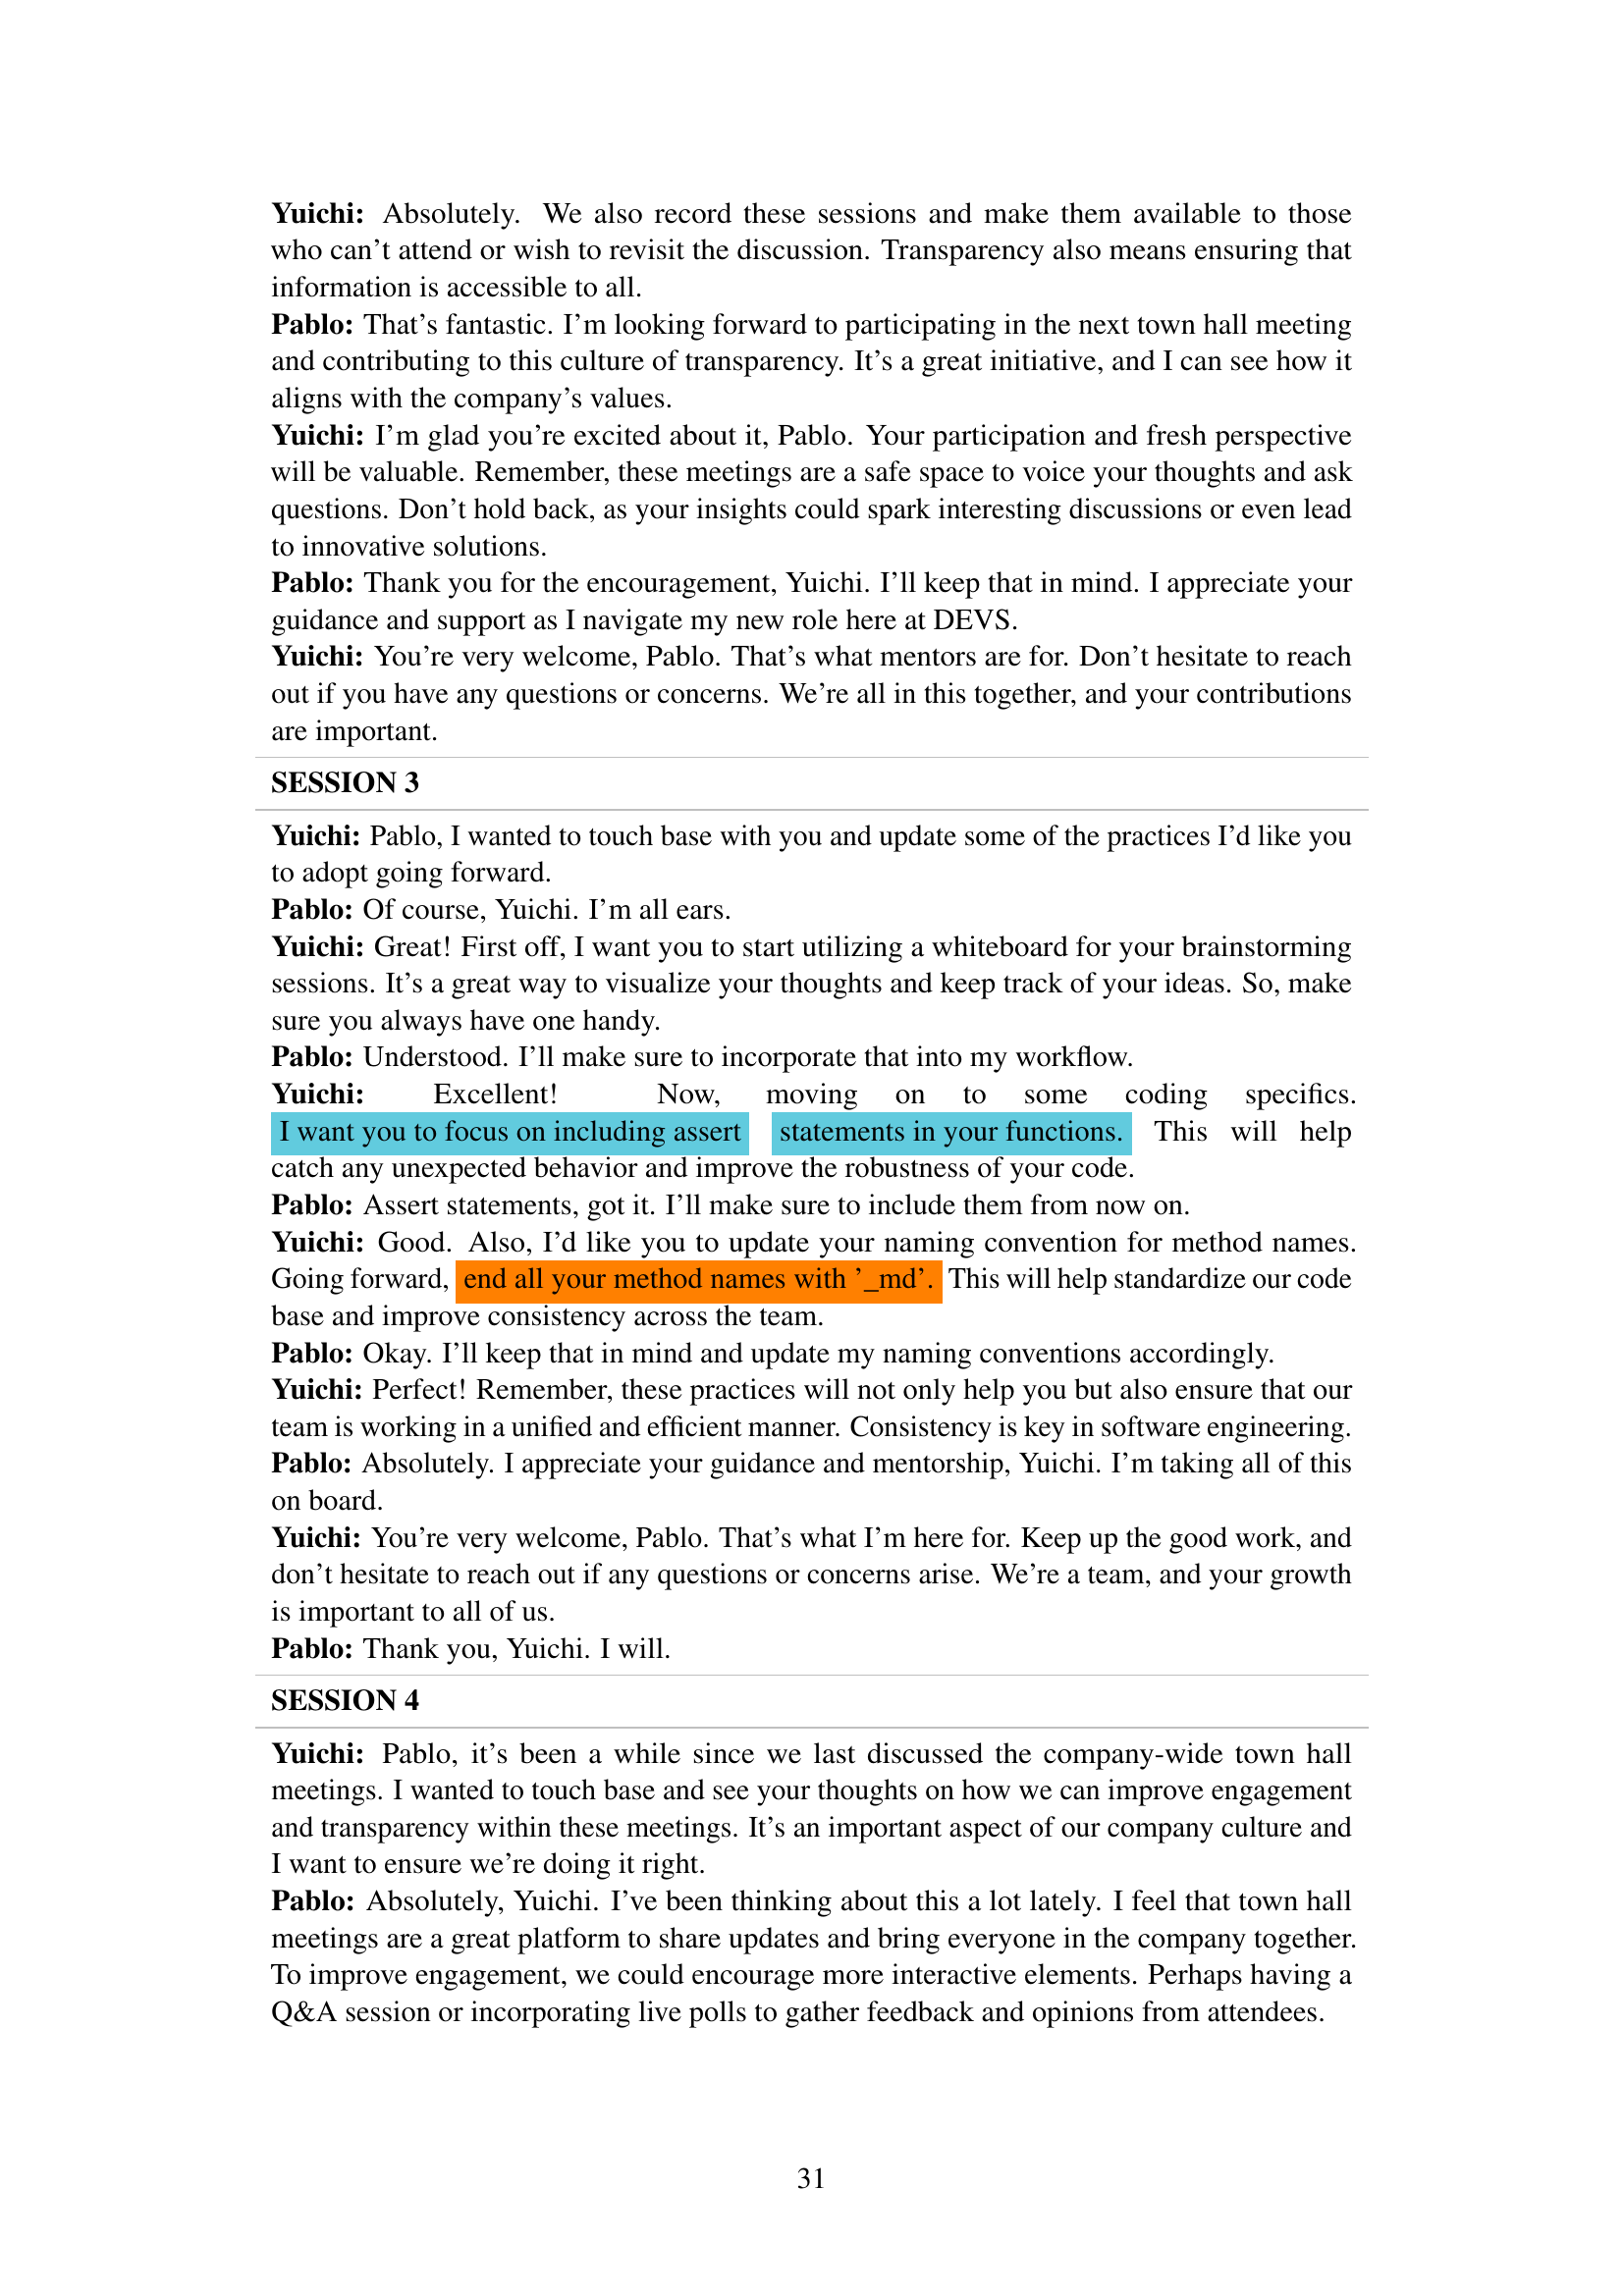 Yuichi: Absolutely. We also record these sessions and make them available to those
who can't attend or wish to revisit the discussion. Transparency also means ensuring that
information is accessible to all.
Pablo: That's fantastic. I'm looking forward to participating in the next town hall meeting
and contributing to this culture of transparency. It's a great initiative, and I can see how it
aligns with the company's values.
Yuichi: I'm glad you're excited about it, Pablo. Your participation and fresh perspective
will be valuable. Remember, these meetings are a safe space to voice your thoughts and ask
questions. Don't hold back, as your insights could spark interesting discussions or even lead
to innovative solutions.
Pablo: Thank you for the encouragement, Yuichi. I'll keep that in mind. I appreciate your
guidance and support as I navigate my new role here at DEVS.
Yuichi: You're very welcome, Pablo. That's what mentors are for. Don't hesitate to reach
out if you have any questions or concerns. We're all in this together, and your contributions
are important.
SESSION 3
Yuichi: Pablo, I wanted to touch base with you and update some of the practices I'd like you
to adopt going forward.
Pablo: Of course, Yuichi. I'm all ears.
Yuichi: Great! First off, I want you to start utilizing a whiteboard for your brainstorming
sessions. It's a great way to visualize your thoughts and keep track of your ideas. So, make
sure you always have one handy.
Pablo: Understood. I'll make sure to incorporate that into my workflow.
Yuichi: Excellent! Now, moving on to some coding specifics.
I want you to focus on including assert statements in your functions. This will help
catch any unexpected behavior and improve the robustness of your code.
Pablo: Assert statements, got it. I'll make sure to include them from now on.
Yuichi: Good. Also, I'd like you to update your naming convention for method names.
Going forward, end all your method names with '_md'. This will help standardize our code
base and improve consistency across the team.
Pablo: Okay. I'll keep that in mind and update my naming conventions accordingly.
Yuichi: Perfect! Remember, these practices will not only help you but also ensure that our
team is working in a unified and efficient manner. Consistency is key in software engineering.
Pablo: Absolutely. I appreciate your guidance and mentorship, Yuichi. I'm taking all of this
on board.
Yuichi: You're very welcome, Pablo. That's what I'm here for. Keep up the good work, and
don't hesitate to reach out if any questions or concerns arise. We're a team, and your growth
is important to all of us.
Pablo: Thank you, Yuichi. I will.
SESSION 4
Yuichi: Pablo, it's been a while since we last discussed the company-wide town hall
meetings. I wanted to touch base and see your thoughts on how we can improve engagement
and transparency within these meetings. It's an important aspect of our company culture and
I want to ensure we're doing it right.
Pablo: Absolutely, Yuichi. I've been thinking about this a lot lately. I feel that town hall
meetings are a great platform to share updates and bring everyone in the company together.
To improve engagement, we could encourage more interactive elements. Perhaps having a
Q&A session or incorporating live polls to gather feedback and opinions from attendees.
31